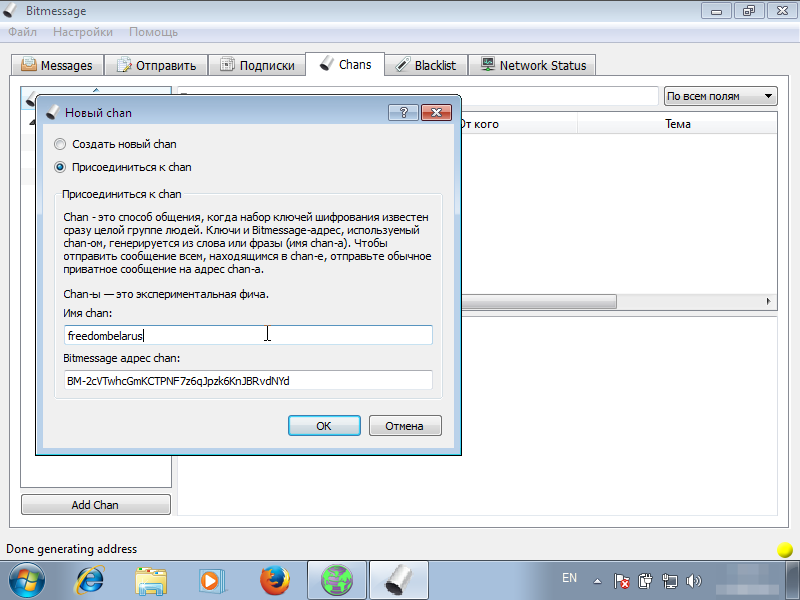 Bitmessage
Файл Настройки Помощь
Messages Отправить Подписки Chans Blacklist Network Status
По всем полям
От кого Тема
Новый chan
Создать новый chan
Присоединиться к chan
Присоединиться к chan
Chan - это способ общения, когда набор ключей шифрования известен
сразу целой группе людей. Ключи и Bitmessage-адрес, используемый
chan-ом, генерируется из слова или фразы (имя chan-а). Чтобы
отправить сообщение всем, находящимся в chan-е, отправьте обычное
приватное сообщение на адрес chan-а.
Chan-ы — это экспериментальная фича.
Имя chan:
freedombelarus
Bitmessage адрес chan:
BM-2cVTwhcGmKCTPNF7z6qJpzk6KnJBRvdNYd
OK Отмена
Add Chan
Done generating address
EN